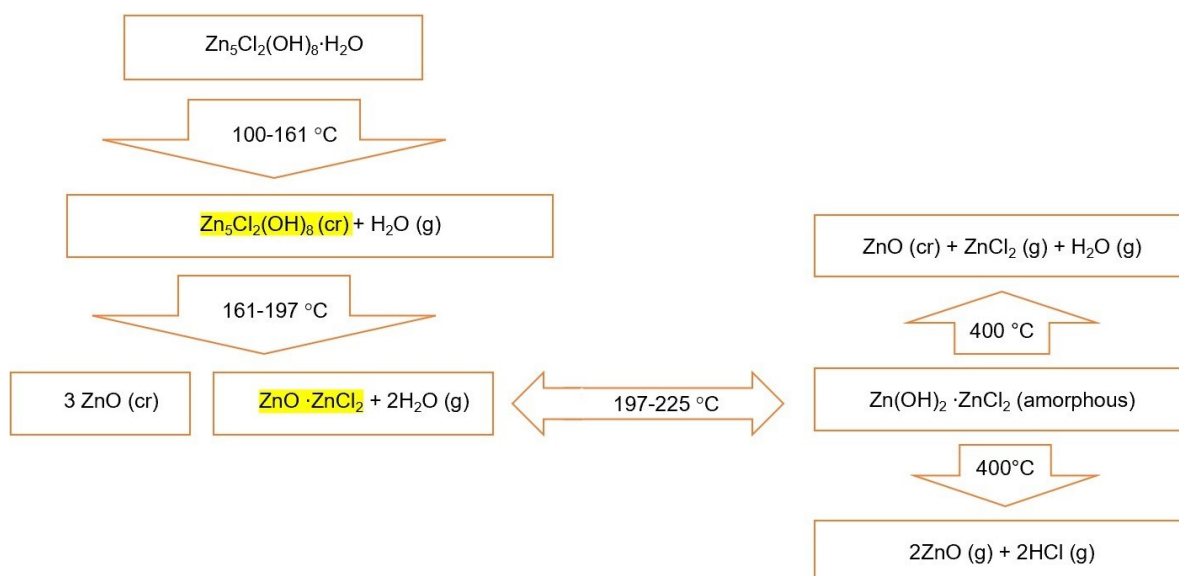 Zn₅Cl₂(OH)₈·H₂O
100-161 °C
Zn₅Cl₂(OH)₈ (cr) + H₂O (g)
161-197 °C
3 ZnO (cr)
ZnO ·ZnCl₂ + 2H₂O (g)
197-225 °C
ZnO (cr) + ZnCl₂ (g) + H₂O (g)
400 °C
Zn(OH)₂ ·ZnCl₂ (amorphous)
400°C
2ZnO (g) + 2HCl (g)